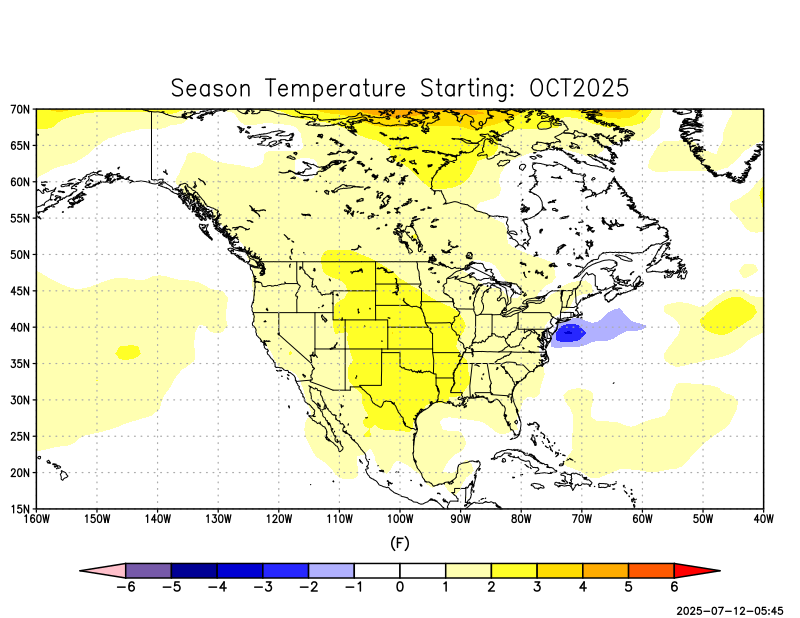 Season Temperature Starting: OCT2025
70N
65N
60N
55N
50N
45N
40N
35N
30N
25N
20N
15N
160W 150W 140W 130W 120W 110W 100W 90W 80W 70W 60W 50W 40W
(F)
−6 −5 −4 −3 −2 −1 0 1 2 3 4 5 6
2025-07-12-05:45